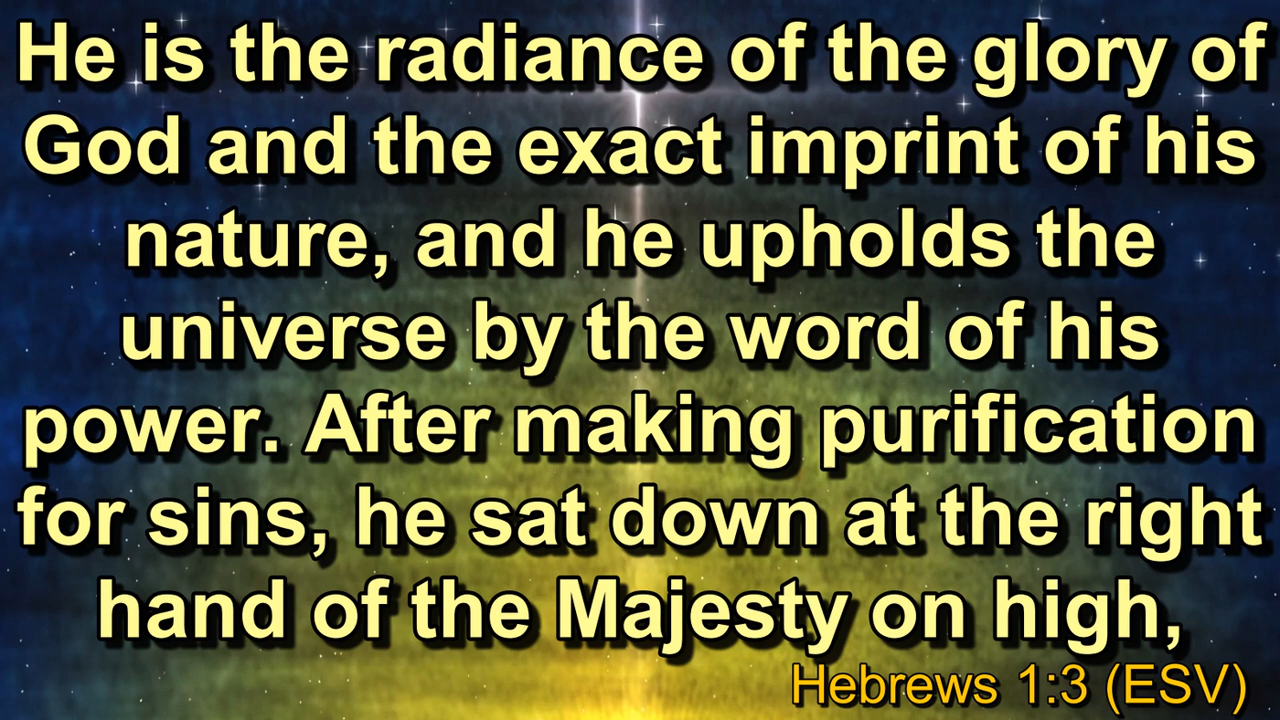 He is the radiance of the glory of
God and the exact imprint of his
nature, and he upholds the
universe by the word of his
power. After making purification
for sins, he sat down at the right
hand of the Majesty on high,
Hebrews 1:3 (ESV)